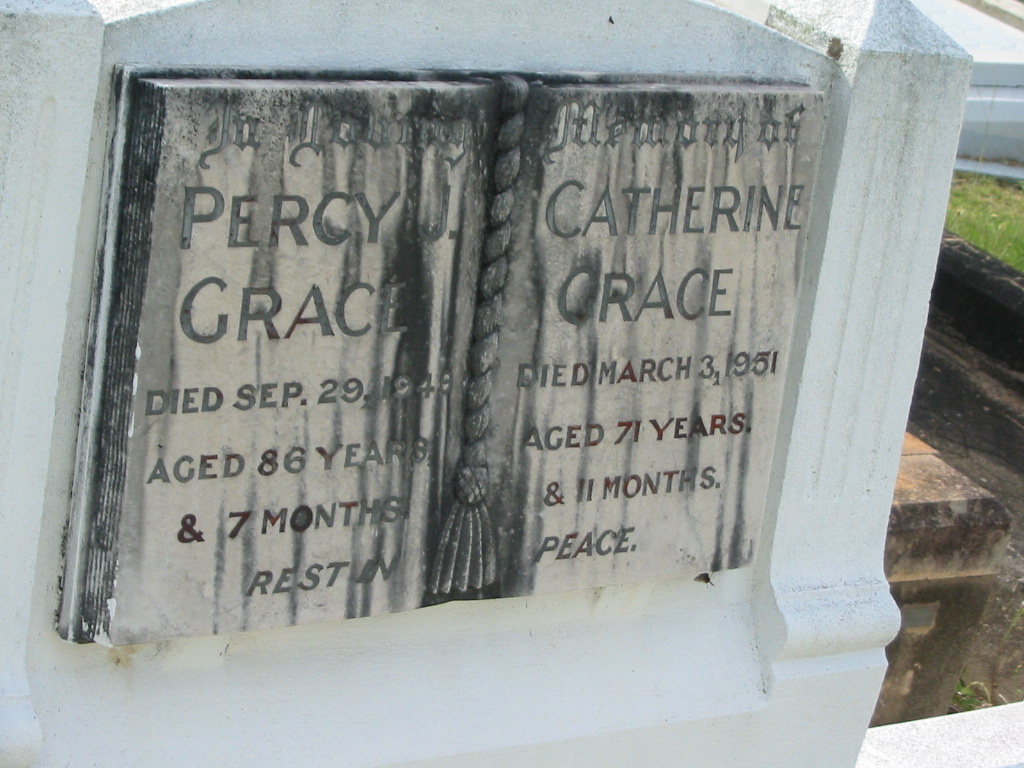 In Loving Memory of
PERCY J.
GRACE
DIED SEP. 29, 1949
AGED 86 YEARS,
& 7 MONTHS.
REST IN
CATHERINE
GRACE
DIED MARCH 3, 1951
AGED 71 YEARS.
& 11 MONTHS.
PEACE.